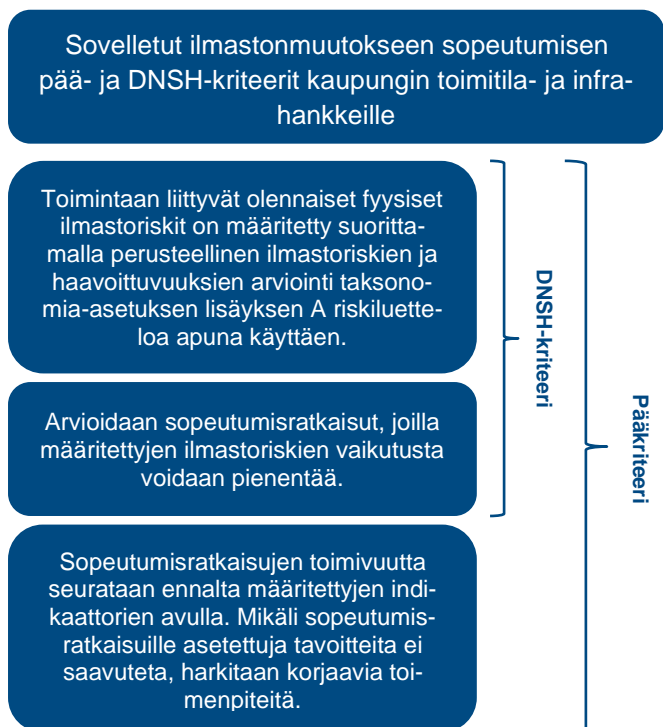 Sovelletut ilmastonmuutokseen sopeutumisen
pää- ja DNSH-kriteerit kaupungin toimitila- ja infra-
hankkeille
Toimintaan liittyvät olennaiset fyysiset
ilmastoriskit on määritetty suoritta-
malla perusteellinen ilmastoriskien ja
haavoittuvuuksien arviointi taksono-
mia-asetuksen lisäyksen A riskiluette-
loa apuna käyttäen.
Arvioidaan sopeutumisratkaisut, joilla
määritettyjen ilmastoriskien vaikutusta
voidaan pienentää.
Sopeutumisratkaisujen toimivuutta
seurataan ennalta määritettyjen indi-
kaattorien avulla. Mikäli sopeutumis-
ratkaisuille asetettuja tavoitteita ei
saavuteta, harkitaan korjaavia toi-
menpiteitä.
DNSH-kriteeri
Pääkriteeri